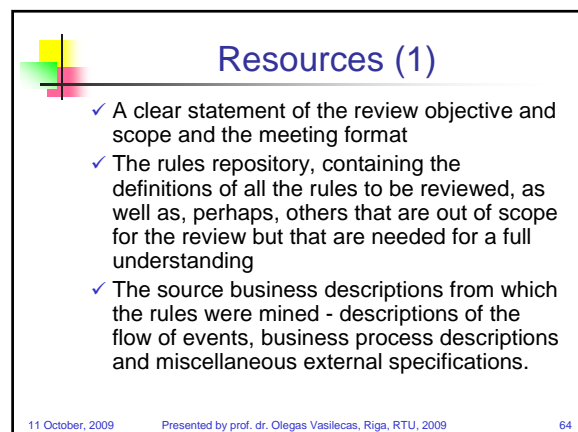 Resources (1)
✓ A clear statement of the review objective and
scope and the meeting format
✓ The rules repository, containing the
definitions of all the rules to be reviewed, as
well as, perhaps, others that are out of scope
for the review but that are needed for a full
understanding
✓ The source business descriptions from which
the rules were mined - descriptions of the
flow of events, business process descriptions
and miscellaneous external specifications.
11 October, 2009 Presented by prof. dr. Olegas Vasilecas, Riga, RTU, 2009 64